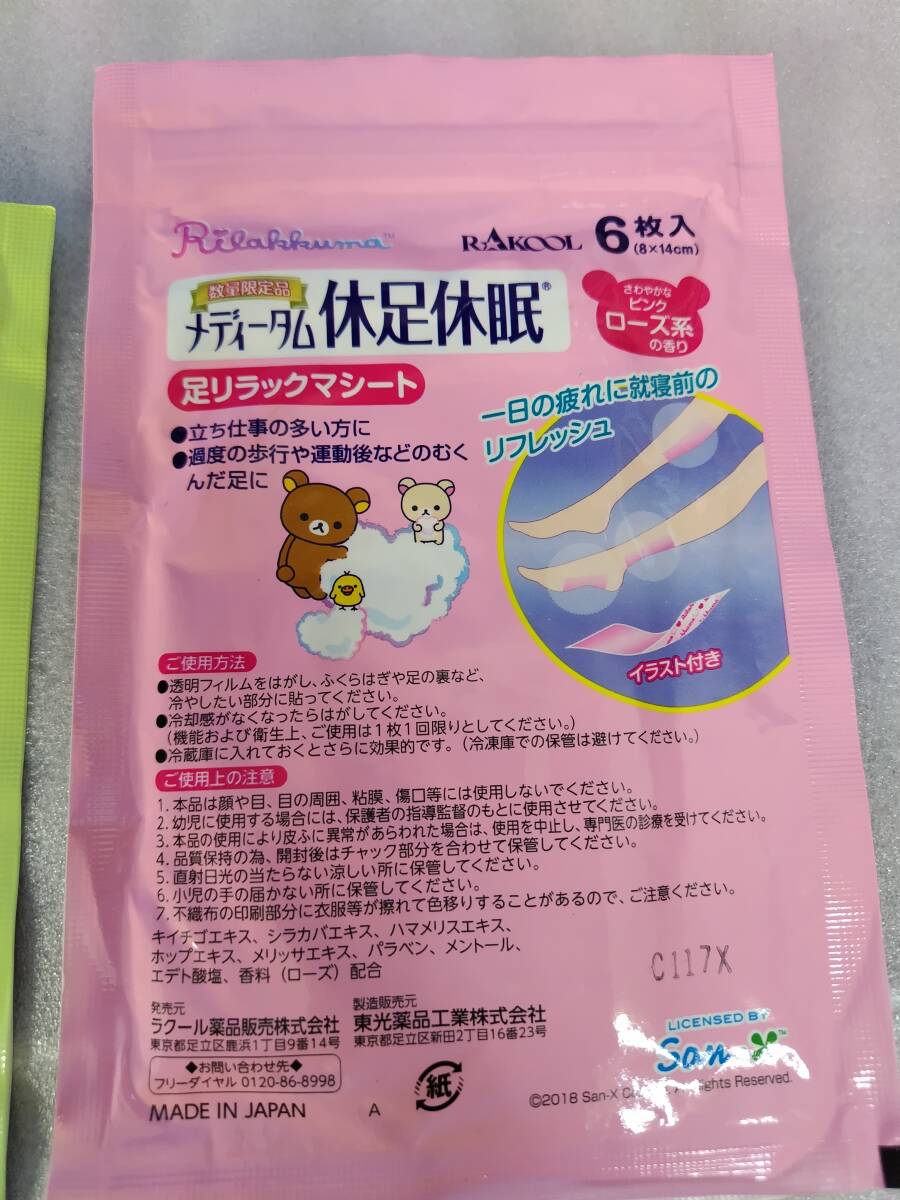 Rilakkuma™
RAKOOL 6枚入
(8×14cm)
数量限定品
メディータム 休足休眠®
さわやかな
ピンク
ローズ系
の香り
足リラックマシート
一日の疲れに就寝前の
リフレッシュ
●立ち仕事の多い方に
●過度の歩行や運動後などのむく
んだ足に
イラスト付き
ご使用方法
●透明フィルムをはがし、ふくらはぎや足の裏など、
冷やしたい部分に貼ってください。
●冷却感がなくなったらはがしてください。
(機能および衛生上、ご使用は1枚1回限りとしてください。)
●冷蔵庫に入れておくとさらに効果的です。(冷凍庫での保管は避けてください。)
ご使用上の注意
1. 本品は顔や目、目の周囲、粘膜、傷口等には使用しないでください。
2. 幼児に使用する場合には、保護者の指導監督のもとに使用させてください。
3. 本品の使用により皮ふに異常があらわれた場合は、使用を中止し、専門医の診療を受けてください。
4. 品質保持の為、開封後はチャック部分を合わせて保管してください。
5. 直射日光の当たらない涼しい所に保管してください。
6. 小児の手の届かない所に保管してください。
7. 不織布の印刷部分に衣服等が擦れて色移りすることがあるので、ご注意ください。
キイチゴエキス、シラカバエキス、ハマメリスエキス、
ホップエキス、メリッサエキス、パラベン、メントール、
エデト酸塩、香料(ローズ)配合
C117X
発売元
ラクール薬品販売株式会社
東京都足立区鹿浜1丁目9番14号
製造販売元
東光薬品工業株式会社
東京都足立区新田2丁目16番23号
◆お問い合わせ先◆
フリーダイヤル 0120-86-8998
MADE IN JAPAN A
紙
LICENSED BY
San-X™
©2018 San-X Co. All Rights Reserved.